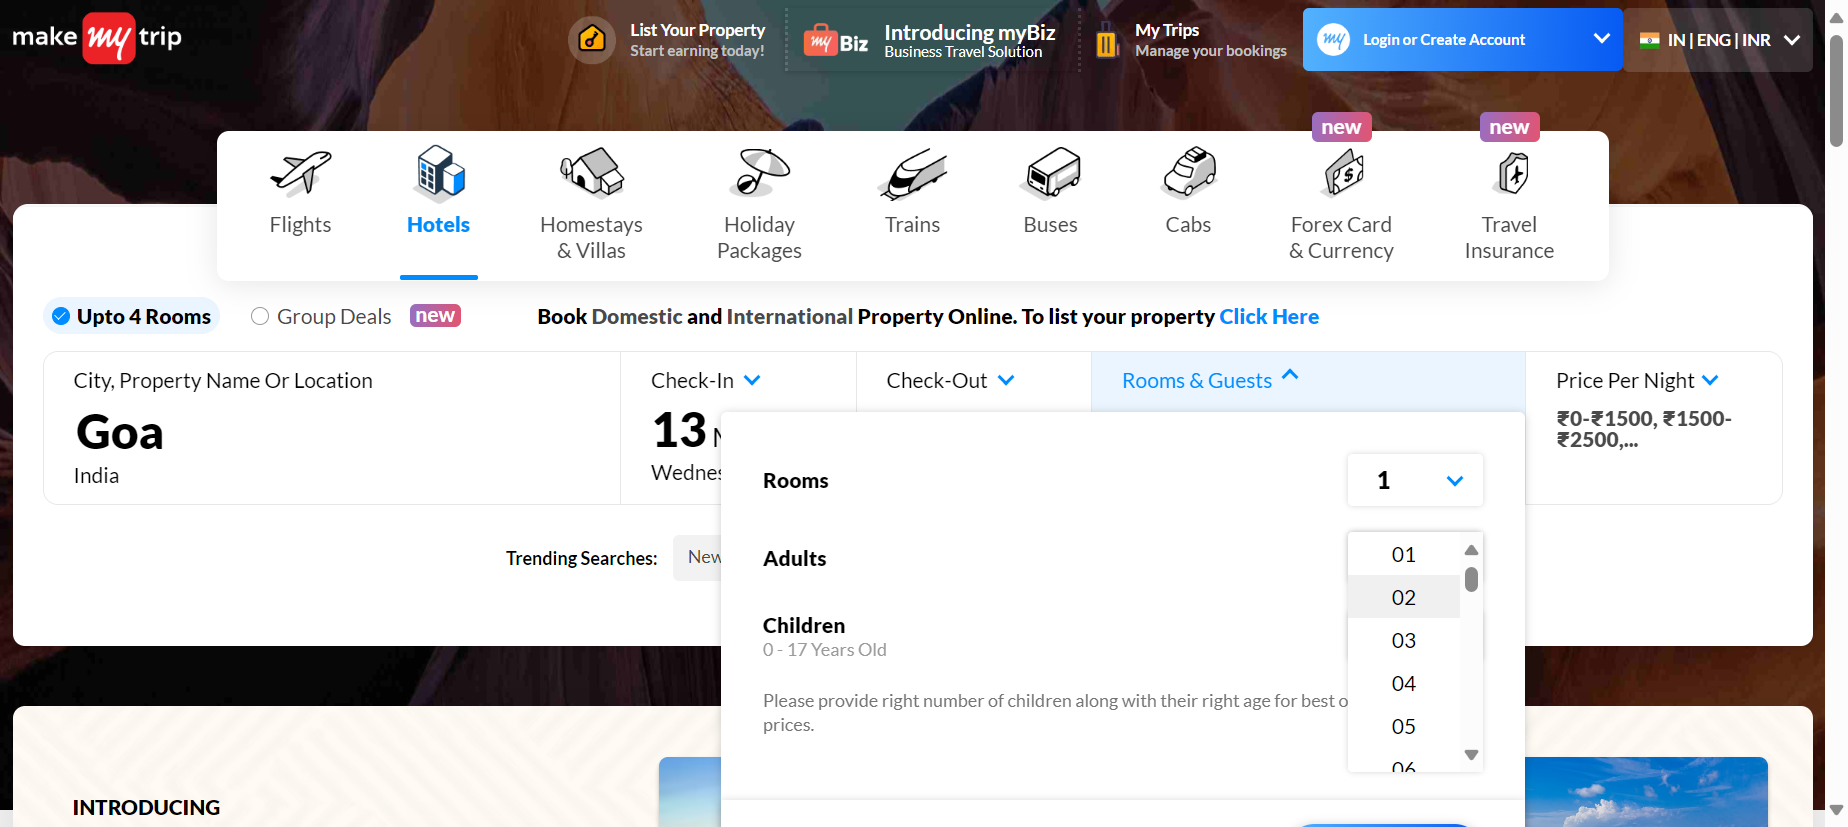 make my trip
List Your Property
Start earning today!
my Biz
Introducing myBiz
Business Travel Solution
My Trips
Manage your bookings
my
Login or Create Account
IN | ENG | INR
new
new
Flights
Hotels
Homestays
& Villas
Holiday
Packages
Trains
Buses
Cabs
Forex Card
& Currency
Travel
Insurance
Upto 4 Rooms
Group Deals
new
Book Domestic and International Property Online. To list your property Click Here
City, Property Name Or Location
Goa
India
Check-In
13
Check-Out
Rooms & Guests
Price Per Night
₹0-₹1500, ₹1500-
₹2500,...
Rooms
1
Adults
01
02
03
04
05
06
Children
0 - 17 Years Old
Please provide right number of children along with their right age for best
prices.
Trending Searches:
New
INTRODUCING